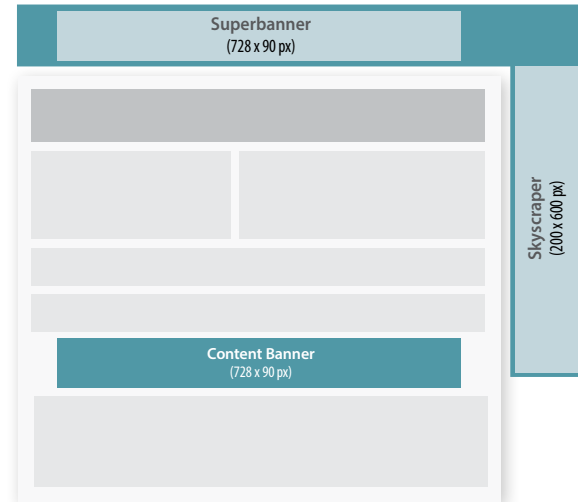 Superbanner
(728 x 90 px)
Skyscraper
(200 x 600 px)
Content Banner
(728 x 90 px)